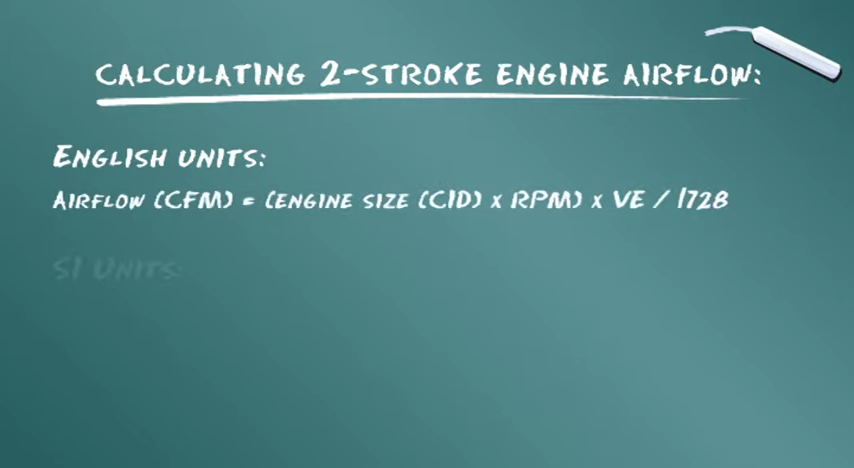 CALCULATING 2-STROKE ENGINE AIRFLOW:
ENGLISH UNITS:
AIRFLOW (CFM) = (ENGINE SIZE (CID) x RPM) x VE / 1728
SI UNITS: